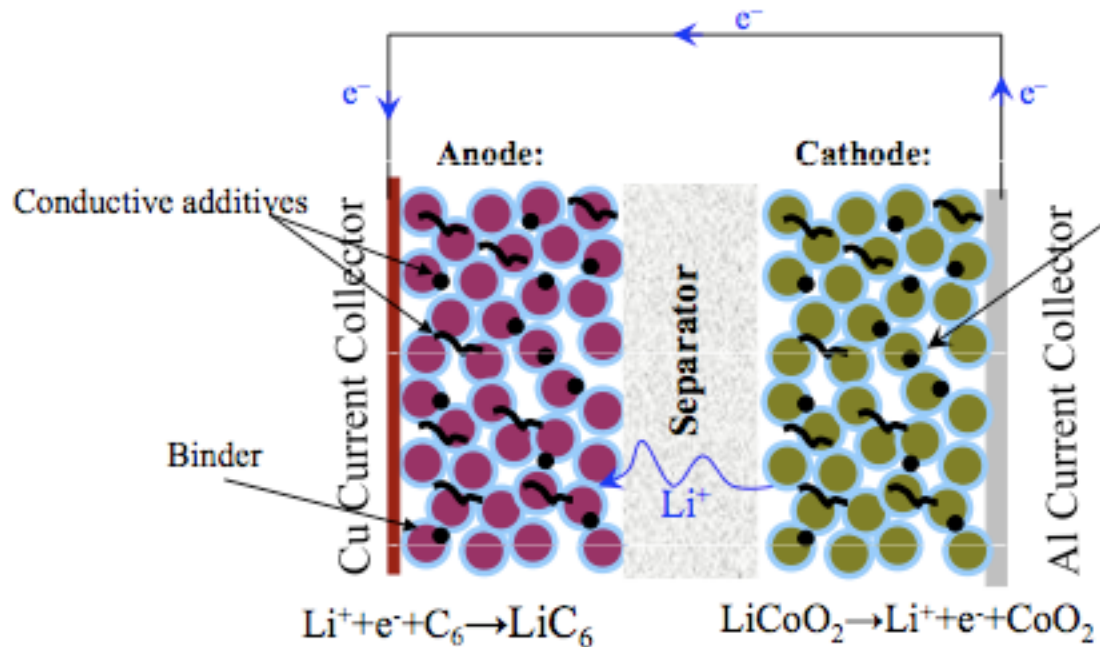 e⁻
e⁻
e⁻
Anode:
Cathode:
Conductive additives
Cu Current Collector
Separator
Al Current Collector
Binder
Li⁺
Li⁺+e⁻+C₆→LiC₆
LiCoO₂→Li⁺+e⁻+CoO₂